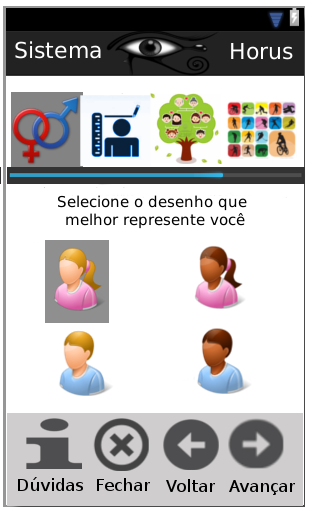 Sistema Horus
Selecione o desenho que
melhor represente você
Dúvidas Fechar Voltar Avançar